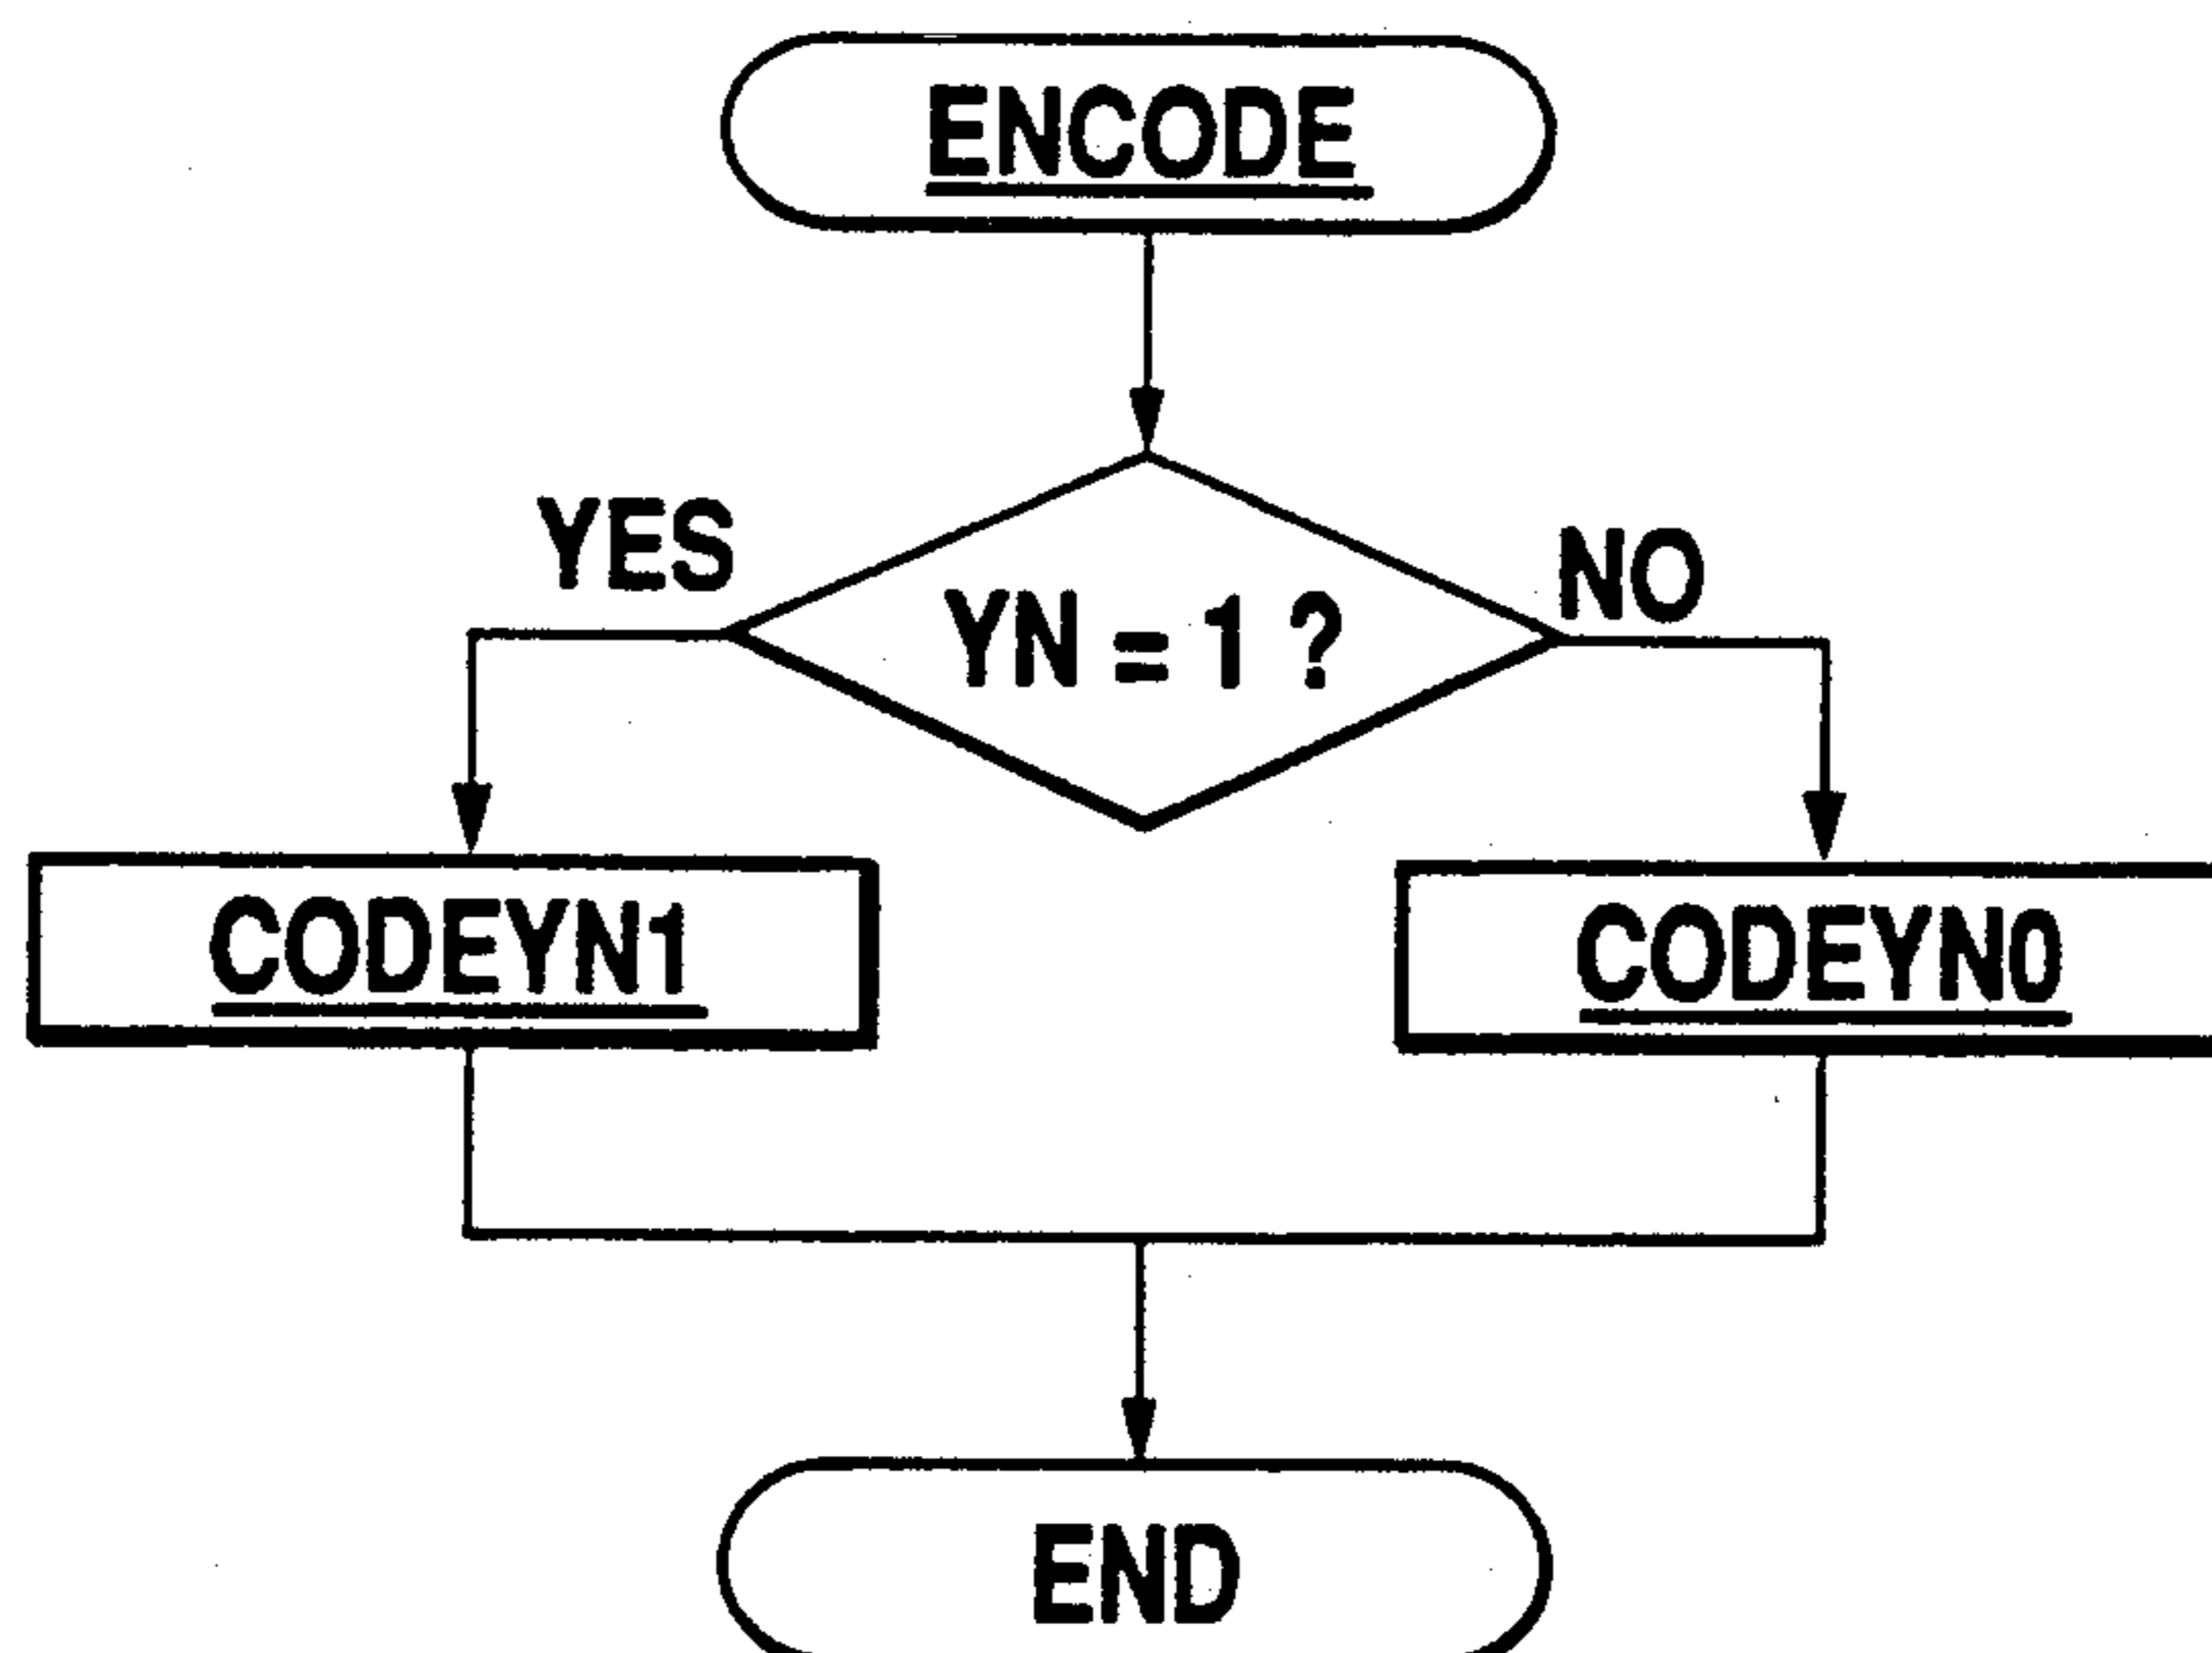 ENCODE
YES
NO
YN = 1 ?
CODEYN1
CODEYN0
END